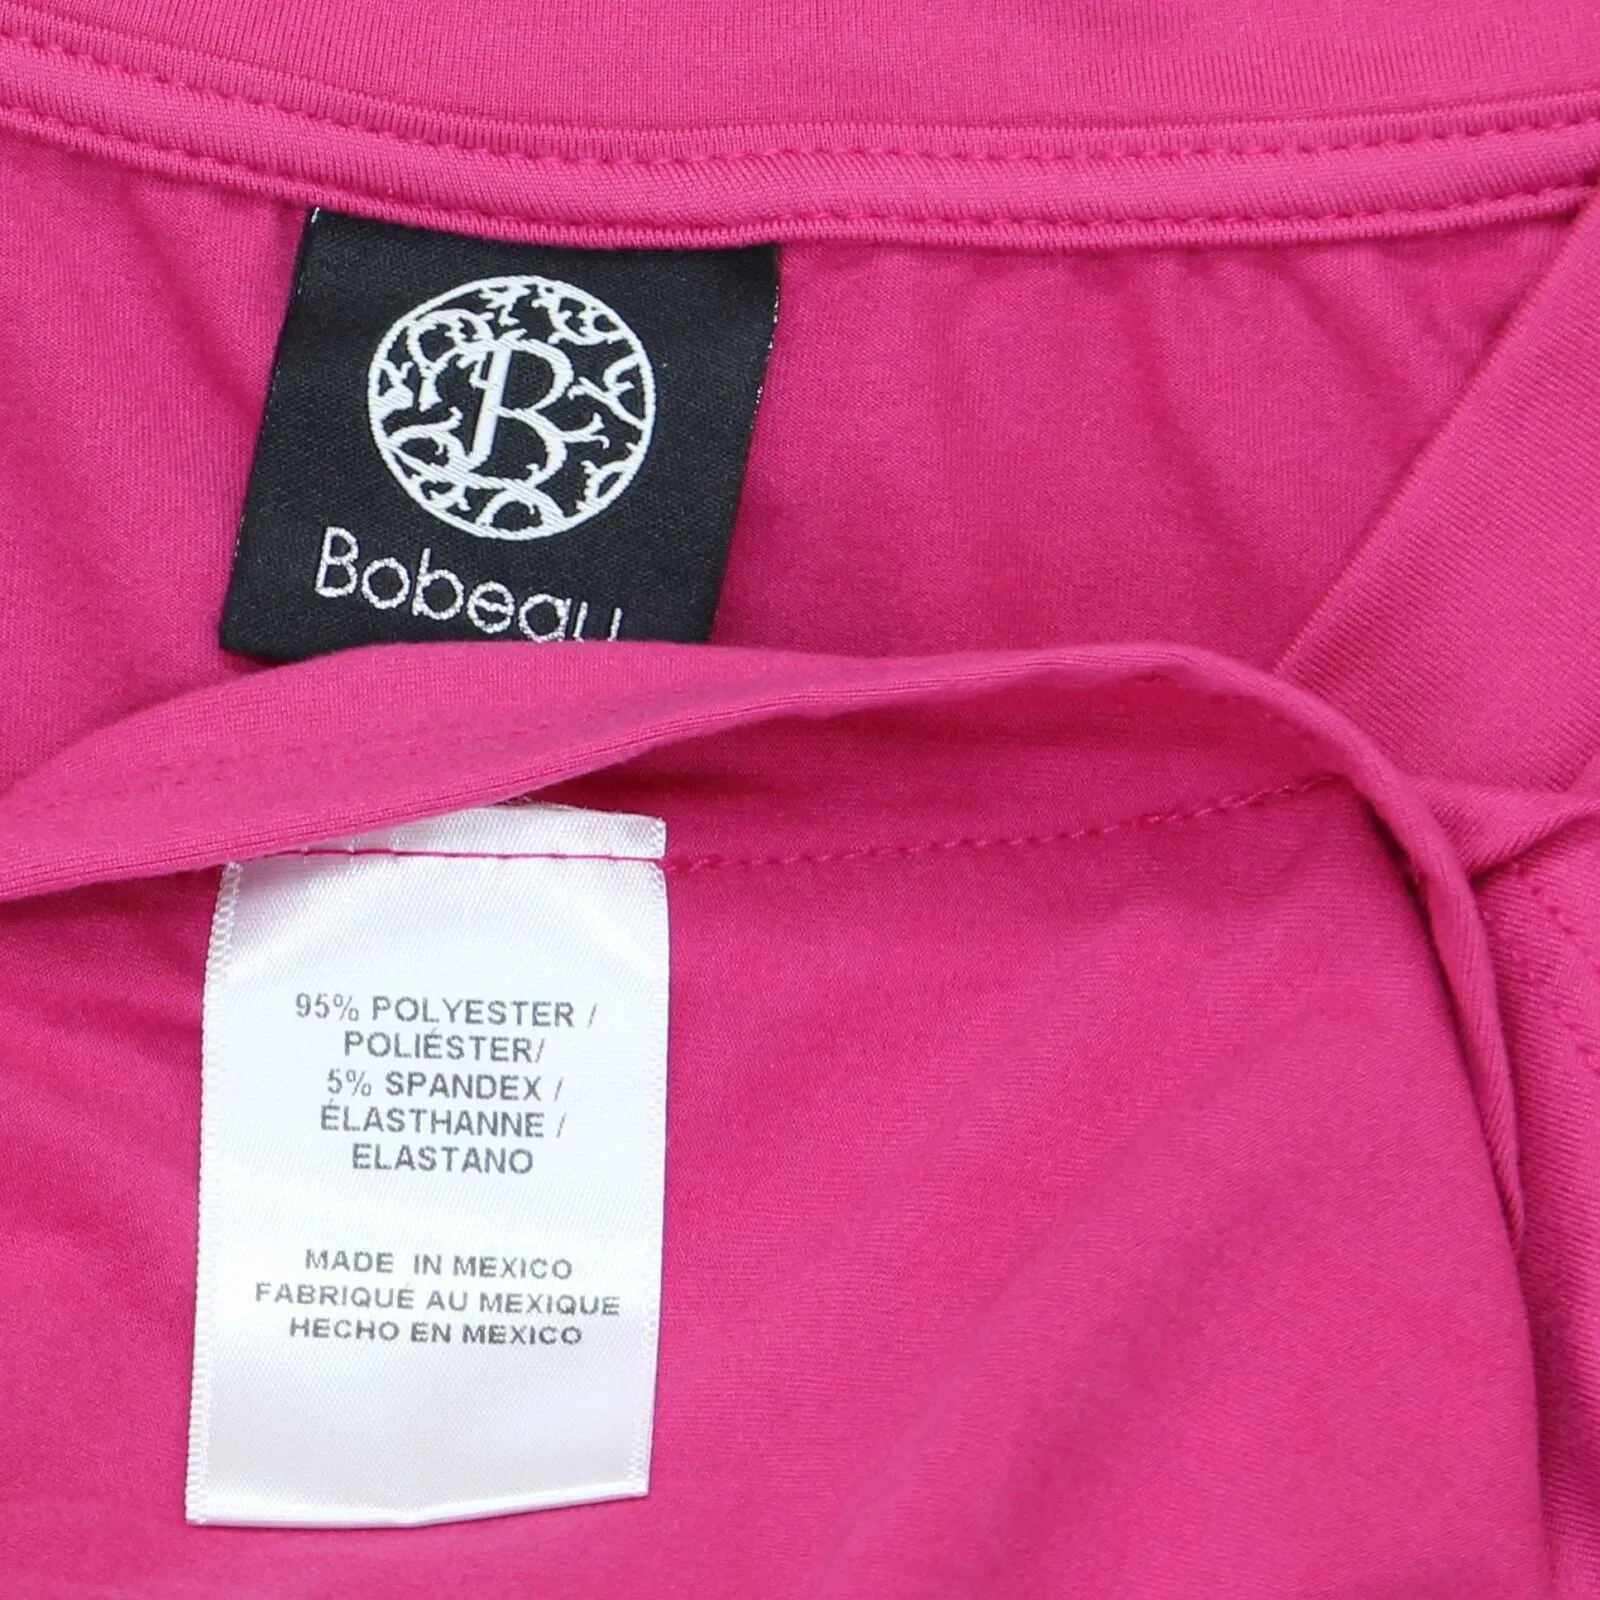 B
Bobeau
95% POLYESTER /
POLIÉSTER/
5% SPANDEX /
ÉLASTHANNE /
ELASTANO
MADE IN MEXICO
FABRIQUÉ AU MEXIQUE
HECHO EN MEXICO